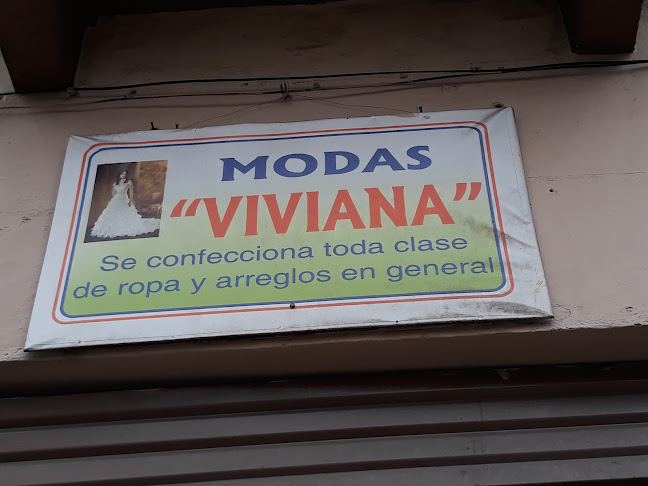 MODAS
“VIVIANA”
Se confecciona toda clase
de ropa y arreglos en general